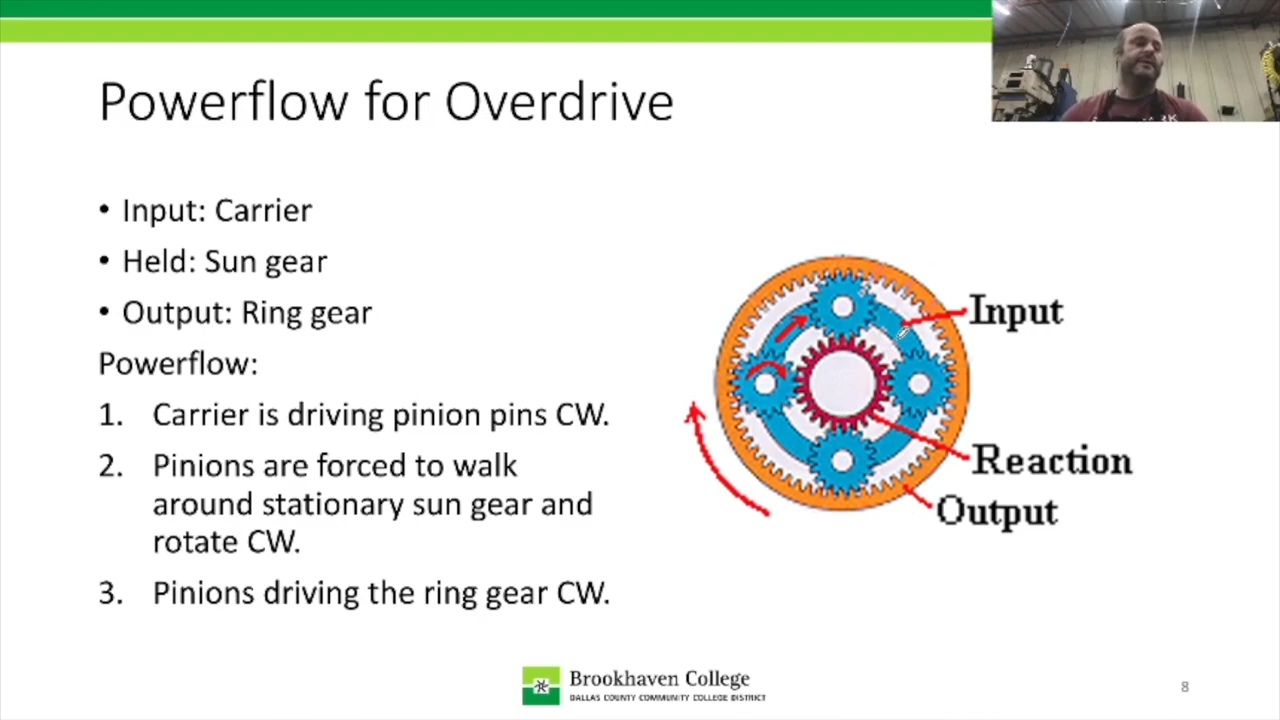 Powerflow for Overdrive
• Input: Carrier
• Held: Sun gear
• Output: Ring gear
Powerflow:
1. Carrier is driving pinion pins CW.
2. Pinions are forced to walk
around stationary sun gear and
rotate CW.
3. Pinions driving the ring gear CW.
Input
Reaction
Output
Brookhaven College
DALLAS COUNTY COMMUNITY COLLEGE DISTRICT
8